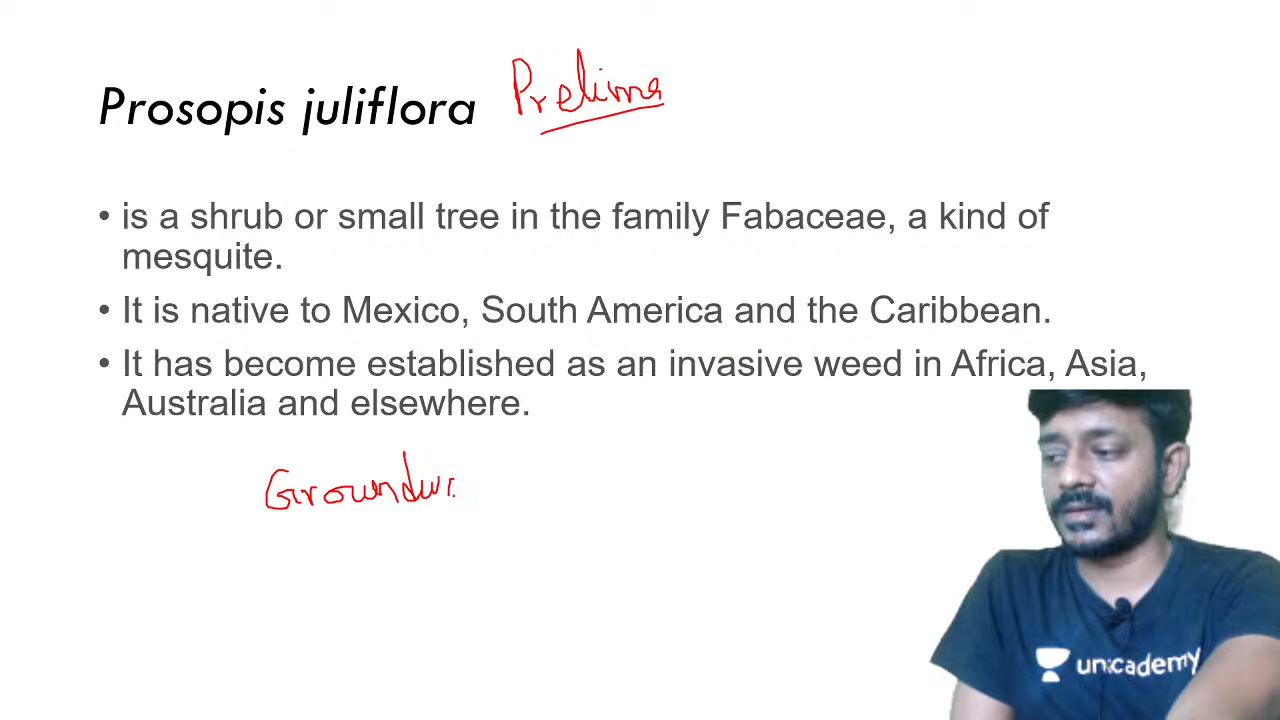 Prosopis juliflora Prelims
• is a shrub or small tree in the family Fabaceae, a kind of
mesquite.
• It is native to Mexico, South America and the Caribbean.
• It has become established as an invasive weed in Africa, Asia,
Australia and elsewhere.
unacademy